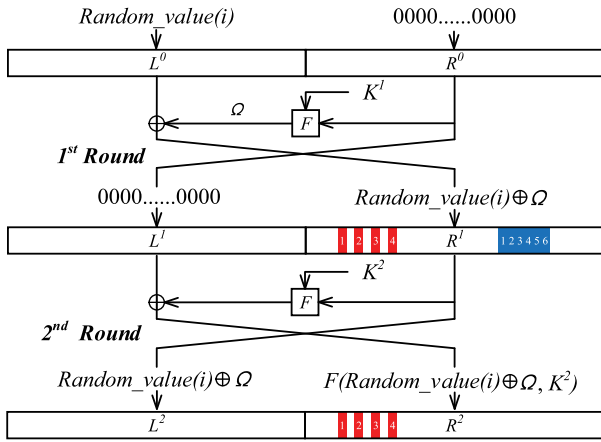 Random_value(i) 0000......0000
L⁰ R⁰
K¹
Ω F
1st Round
0000......0000 Random_value(i)⊕Ω
L¹ 1 2 3 4 R¹ 1 2 3 4 5 6
K²
F
2nd Round
Random_value(i)⊕Ω F(Random_value(i)⊕Ω, K²)
L² 1 2 3 4 R²